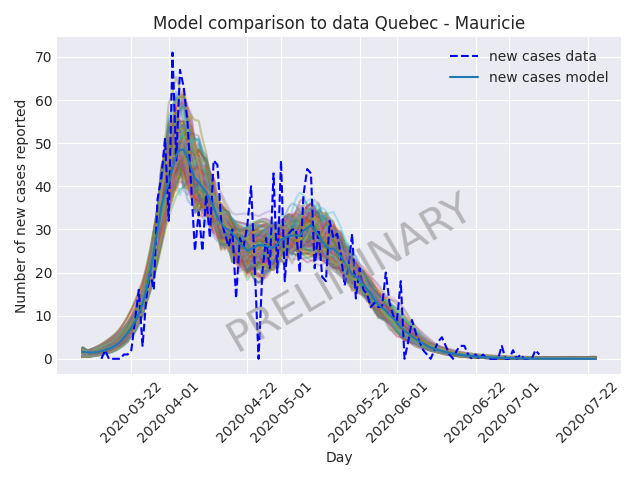 Model comparison to data Quebec - Mauricie
new cases data
new cases model
70
60
50
40
30
20
10
0
Number of new cases reported
PRELIMINARY
2020-03-22
2020-04-01
2020-04-22
2020-05-01
2020-05-22
2020-06-01
2020-06-22
2020-07-01
2020-07-22
Day